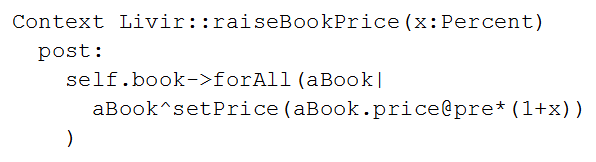 Context Livir::raiseBookPrice(x:Percent)
post:
self.book->forAll(aBook|
aBook^setPrice(aBook.price@pre*(1+x))
)